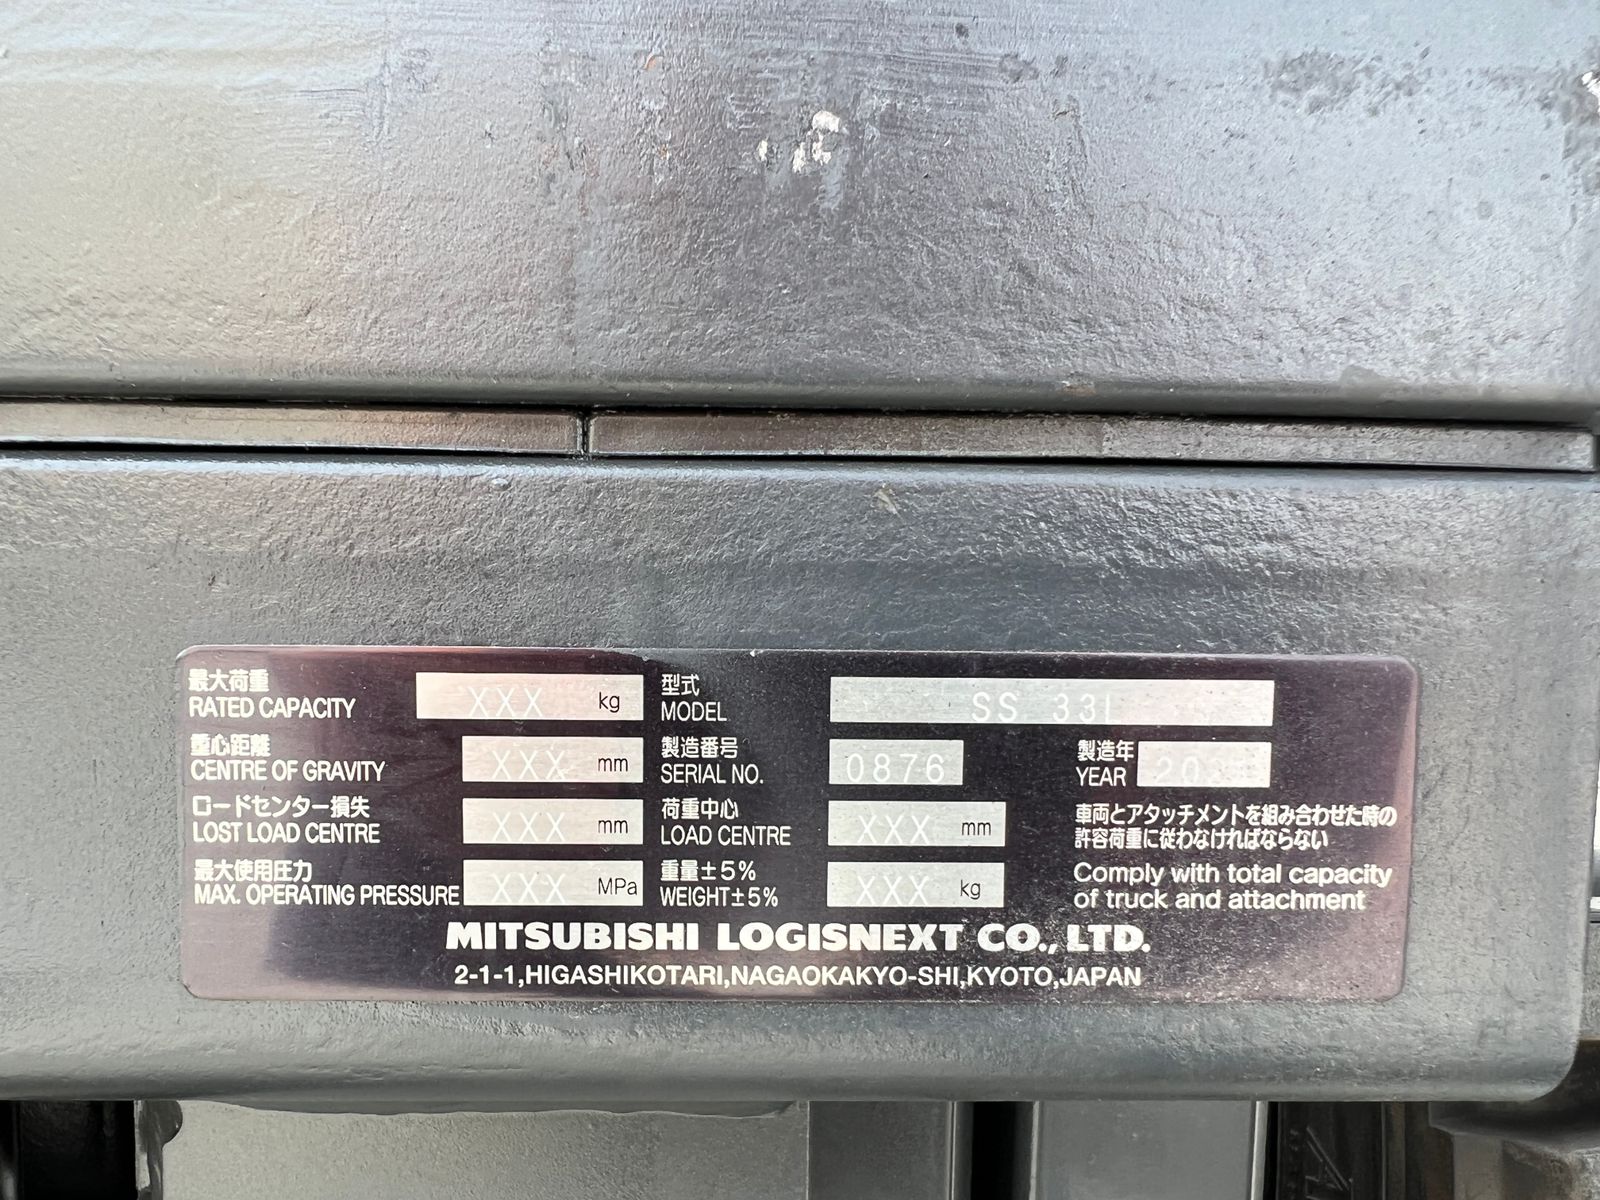 最大荷重
RATED CAPACITY XXX kg
型式
MODEL SS 33L
重心距離
CENTRE OF GRAVITY XXX mm
製造番号
SERIAL NO. 0876
製造年
YEAR
ロードセンター損失
LOST LOAD CENTRE XXX mm
荷重中心
LOAD CENTRE XXX mm
車両とアタッチメントを組み合わせた時の
許容荷重に従わなければならない
最大使用圧力
MAX. OPERATING PRESSURE XXX MPa
重量±5%
WEIGHT±5% XXX kg
Comply with total capacity
of truck and attachment
MITSUBISHI LOGISNEXT CO., LTD.
2-1-1,HIGASHIKOTARI,NAGAOKAKYO-SHI,KYOTO,JAPAN